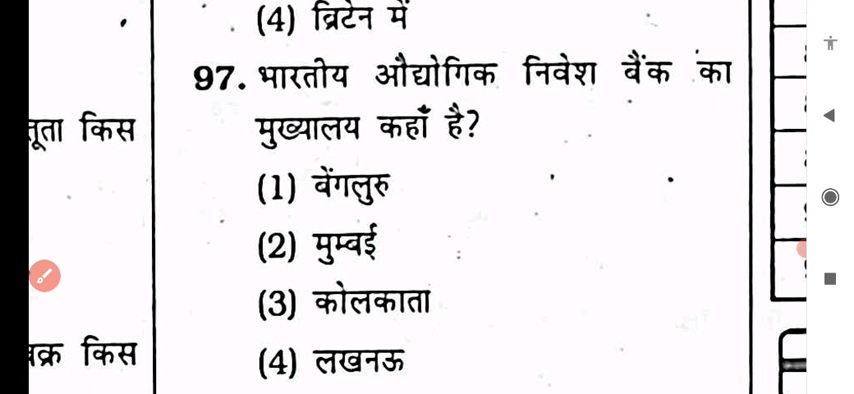 (4) ब्रिटेन में
97. भारतीय औद्योगिक निवेश बैंक का
मुख्यालय कहाँ है?
(1) बेंगलुरु
(2) मुम्बई
(3) कोलकाता
(4) लखनऊ
किस
किस